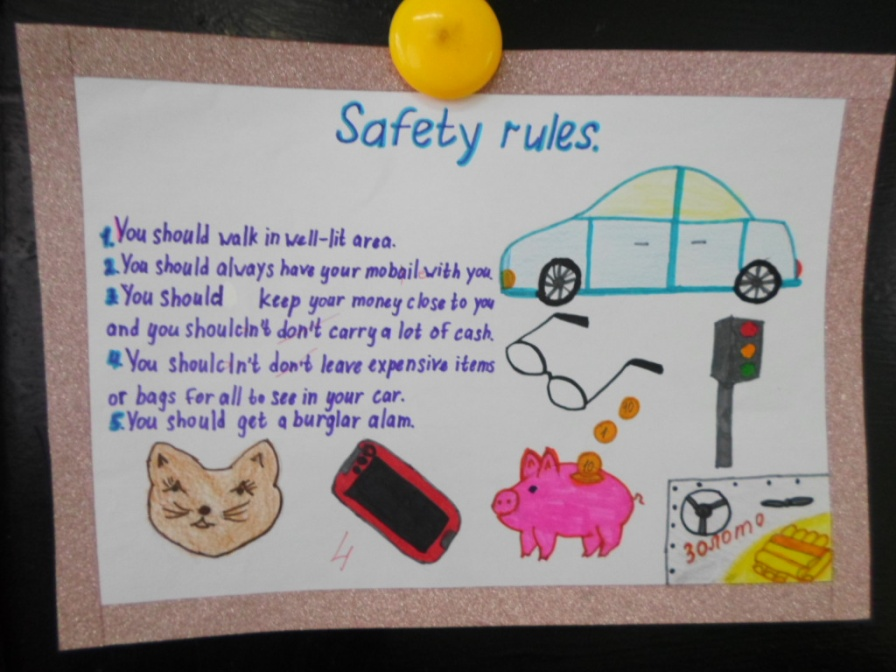 Safety rules.
1. You should walk in well-lit area.
2. You should always have your mobail with you.
3. You should keep your money close to you
and you shouldn't don't carry a lot of cash.
4. You shouldn't don't leave expensive items
or bags for all to see in your car.
5. You should get a burglar alam.
10
1
10
золото
4